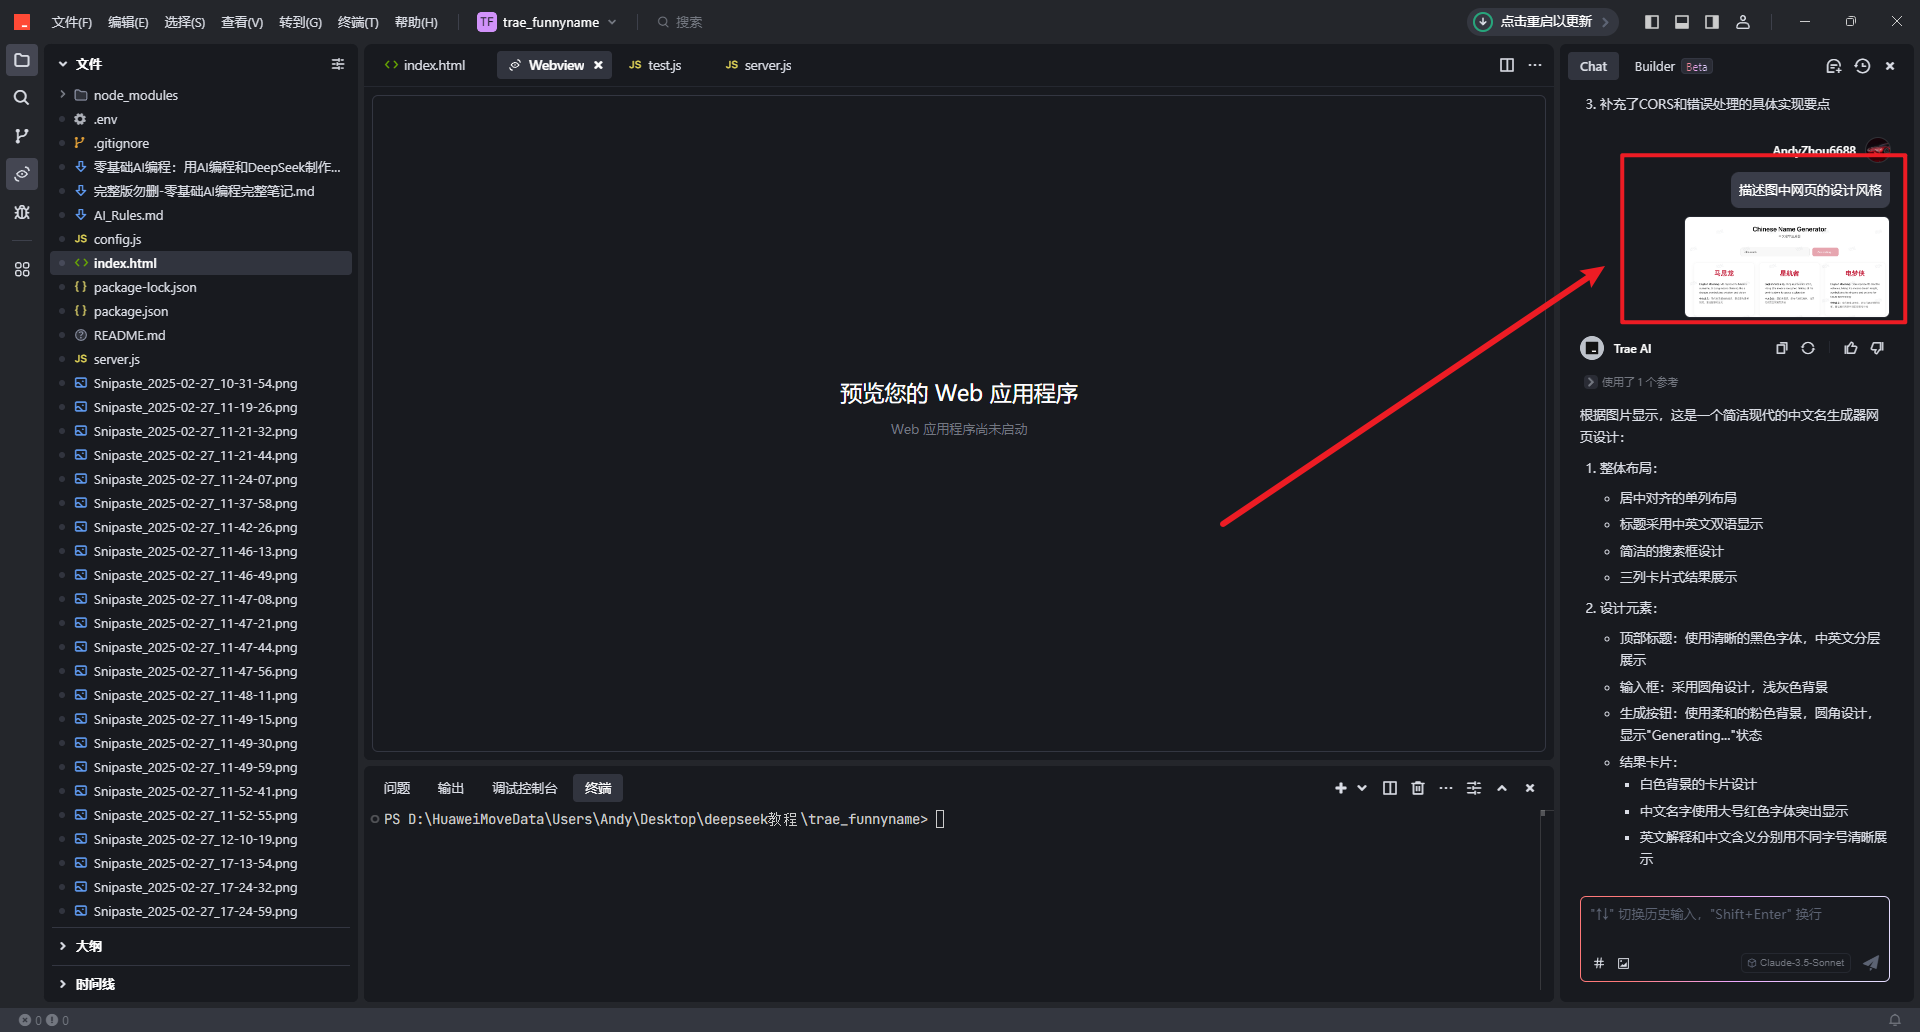 文件(F) 编辑(E) 选择(S) 查看(V) 转到(G) 终端(T) 帮助(H) TF trae_funnyname 搜索 点击重启以更新
文件
node_modules
.env
.gitignore
零基础AI编程：用AI编程和DeepSeek制作...
完整版勿删-零基础AI编程完整笔记.md
AI_Rules.md
JS config.js
index.html
package-lock.json
package.json
README.md
JS server.js
Snipaste_2025-02-27_10-31-54.png
Snipaste_2025-02-27_11-19-26.png
Snipaste_2025-02-27_11-21-32.png
Snipaste_2025-02-27_11-21-44.png
Snipaste_2025-02-27_11-24-07.png
Snipaste_2025-02-27_11-37-58.png
Snipaste_2025-02-27_11-42-26.png
Snipaste_2025-02-27_11-46-13.png
Snipaste_2025-02-27_11-46-49.png
Snipaste_2025-02-27_11-47-08.png
Snipaste_2025-02-27_11-47-21.png
Snipaste_2025-02-27_11-47-44.png
Snipaste_2025-02-27_11-47-56.png
Snipaste_2025-02-27_11-48-11.png
Snipaste_2025-02-27_11-49-15.png
Snipaste_2025-02-27_11-49-30.png
Snipaste_2025-02-27_11-49-59.png
Snipaste_2025-02-27_11-52-41.png
Snipaste_2025-02-27_11-52-55.png
Snipaste_2025-02-27_12-10-19.png
Snipaste_2025-02-27_17-13-54.png
Snipaste_2025-02-27_17-24-32.png
Snipaste_2025-02-27_17-24-59.png
大纲
时间线
0 0
index.html Webview JS test.js JS server.js
预览您的 Web 应用程序
Web 应用程序尚未启动
问题 输出 调试控制台 终端
PS D:\HuaweiMoveData\Users\Andy\Desktop\deepseek教程\trae_funnyname>
Chat Builder Beta
3. 补充了CORS和错误处理的具体实现要点
AndyZhou6688
描述图中网页的设计风格
Chinese Name Generator
马昆龙 星航者 电梦侠
Trae AI
使用了 1 个参考
根据图片显示，这是一个简洁现代的中文名生成器网
页设计：
1. 整体布局：
居中对齐的单列布局
标题采用中英文双语显示
简洁的搜索框设计
三列卡片式结果展示
2. 设计元素：
顶部标题：使用清晰的黑色字体，中英文分层
展示
输入框：采用圆角设计，浅灰色背景
生成按钮：使用柔和的粉色背景，圆角设计，
显示"Generating..."状态
结果卡片：
白色背景的卡片设计
中文名字使用大号红色字体突出显示
英文解释和中文含义分别用不同字号清晰展
示
"↑↓" 切换历史输入，"Shift+Enter" 换行
# Claude-3.5-Sonnet